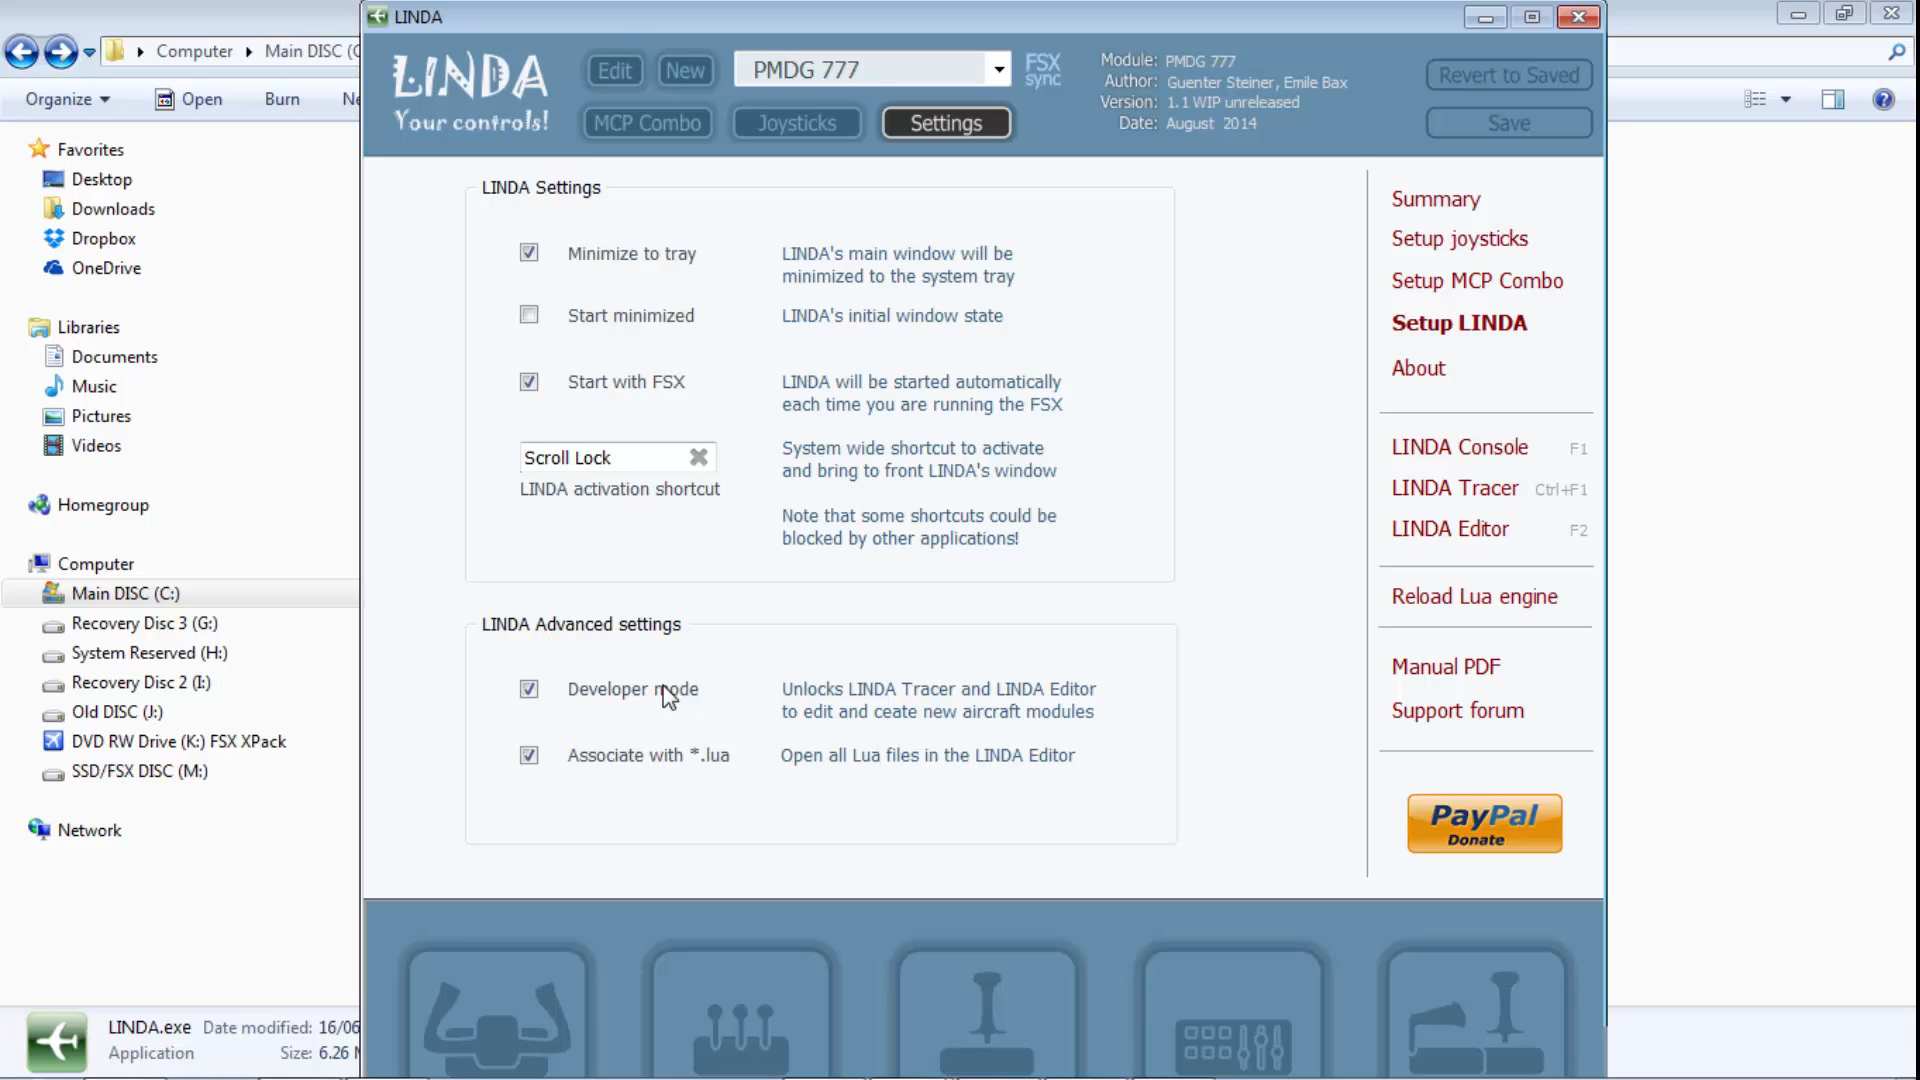 LINDA
Computer
Main DISC (C
Organize
Open
Burn
Ne
Favorites
Desktop
Downloads
Dropbox
OneDrive
Libraries
Documents
Music
Pictures
Videos
Homegroup
Computer
Main DISC (C:)
Recovery Disc 3 (G:)
System Reserved (H:)
Recovery Disc 2 (I:)
Old DISC (J:)
DVD RW Drive (K:) FSX XPack
SSD/FSX DISC (M:)
Network
LINDA.exe Date modified: 16/06
Application Size: 6.26
LINDA
Your controls!
Edit
New
PMDG 777
FSX
sync
MCP Combo
Joysticks
Settings
Module: PMDG 777
Author: Guenter Steiner, Emile Bax
Version: 1.1 WIP unreleased
Date: August 2014
Revert to Saved
Save
LINDA Settings
Minimize to tray
LINDA's main window will be
minimized to the system tray
Start minimized
LINDA's initial window state
Start with FSX
LINDA will be started automatically
each time you are running the FSX
Scroll Lock
LINDA activation shortcut
System wide shortcut to activate
and bring to front LINDA's window
Note that some shortcuts could be
blocked by other applications!
LINDA Advanced settings
Developer mode
Unlocks LINDA Tracer and LINDA Editor
to edit and ceate new aircraft modules
Associate with *.lua
Open all Lua files in the LINDA Editor
Summary
Setup joysticks
Setup MCP Combo
Setup LINDA
About
LINDA Console F1
LINDA Tracer Ctrl+F1
LINDA Editor F2
Reload Lua engine
Manual PDF
Support forum
PayPal
Donate